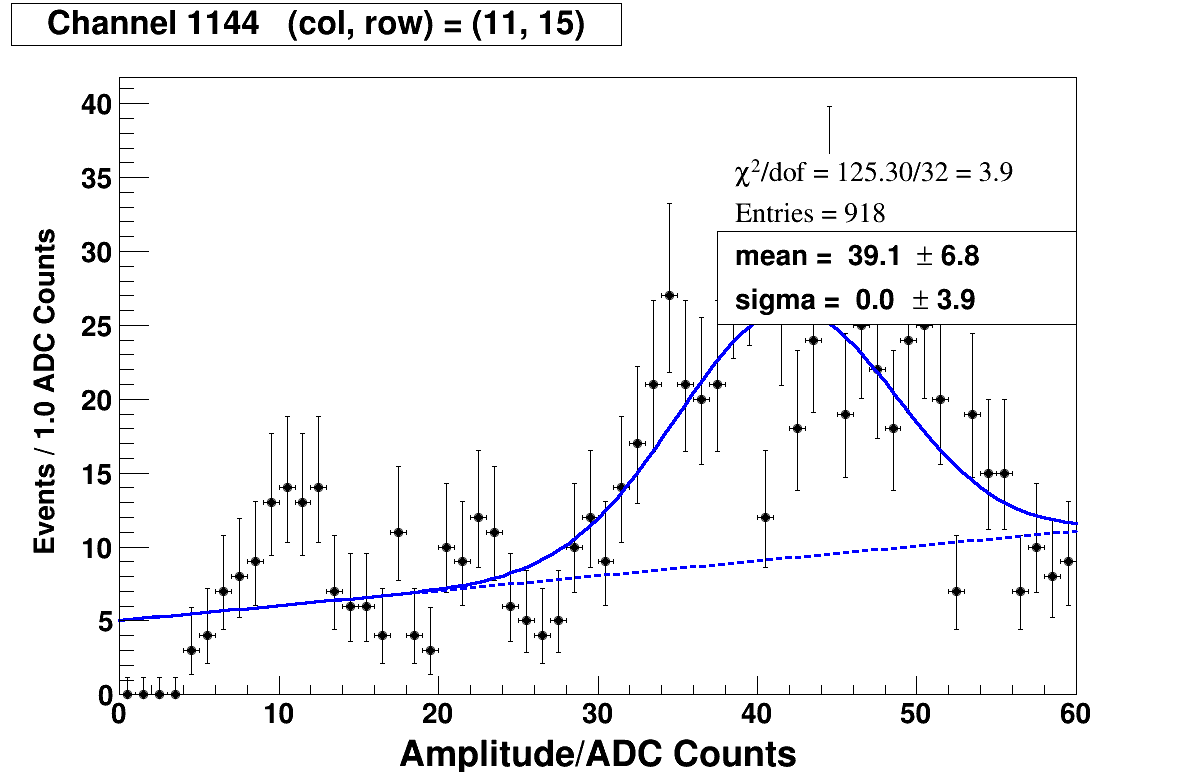 Channel 1144 (col, row) = (11, 15)
40
35
30
25
20
15
10
5
0
Events / 1.0 ADC Counts
χ²/dof = 125.30/32 = 3.9
Entries = 918
mean = 39.1 ± 6.8
sigma = 0.0 ± 3.9
0 10 20 30 40 50 60
Amplitude/ADC Counts